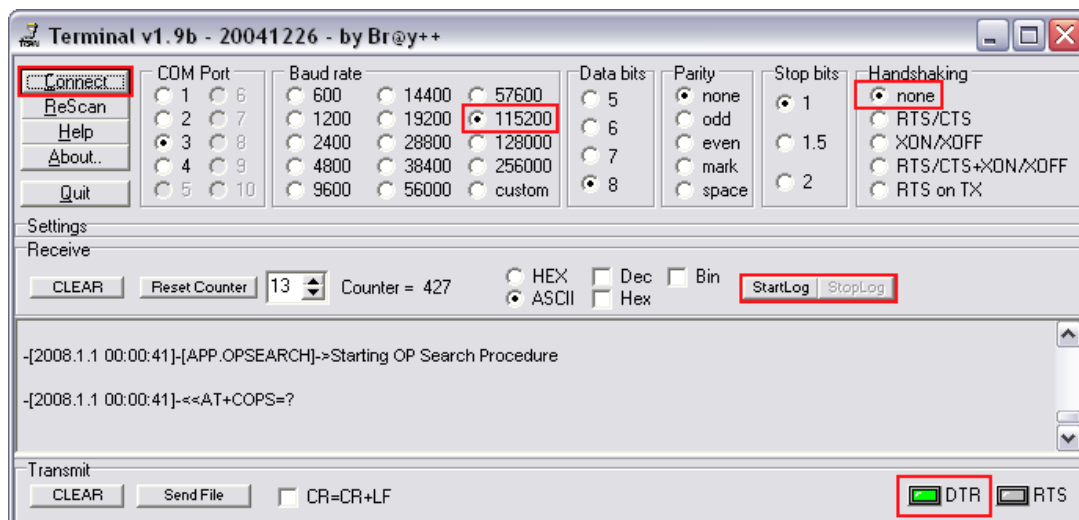 Terminal v1.9b - 20041226 - by Br@y++
Connect
ReScan
Help
About..
Quit
COM Port
1 6
2 7
3 8
4 9
5 10
Baud rate
600 14400 57600
1200 19200 115200
2400 28800 128000
4800 38400 256000
9600 56000 custom
Data bits
5
6
7
8
Parity
none
odd
even
mark
space
Stop bits
1
1.5
2
Handshaking
none
RTS/CTS
XON/XOFF
RTS/CTS+XON/XOFF
RTS on TX
Settings
Receive
CLEAR Reset Counter 13 Counter = 427 HEX Dec Bin
ASCII Hex
StartLog StopLog
-[2008.1.1 00:00:41]-[APP.OPSEARCH]->Starting OP Search Procedure
-[2008.1.1 00:00:41]-<<AT+COPS=?
Transmit
CLEAR Send File CR=CR+LF DTR RTS